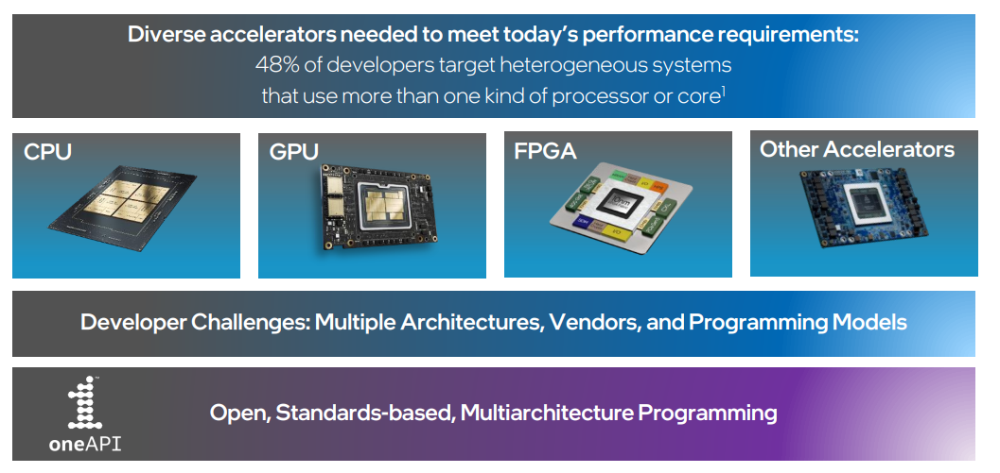 Diverse accelerators needed to meet today's performance requirements:
48% of developers target heterogeneous systems
that use more than one kind of processor or core¹
CPU
GPU
FPGA
Other Accelerators
10nm
I/O
Developer Challenges: Multiple Architectures, Vendors, and Programming Models
Open, Standards-based, Multiarchitecture Programming
oneAPI